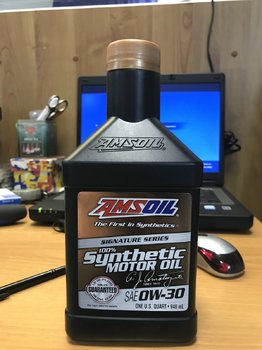 AMSOIL
AMSOIL
The First in Synthetics
SIGNATURE SERIES
100%
Synthetic
MOTOR OIL
GUARANTEED
SAE 0W-30
ONE U.S. QUART • 946 mL